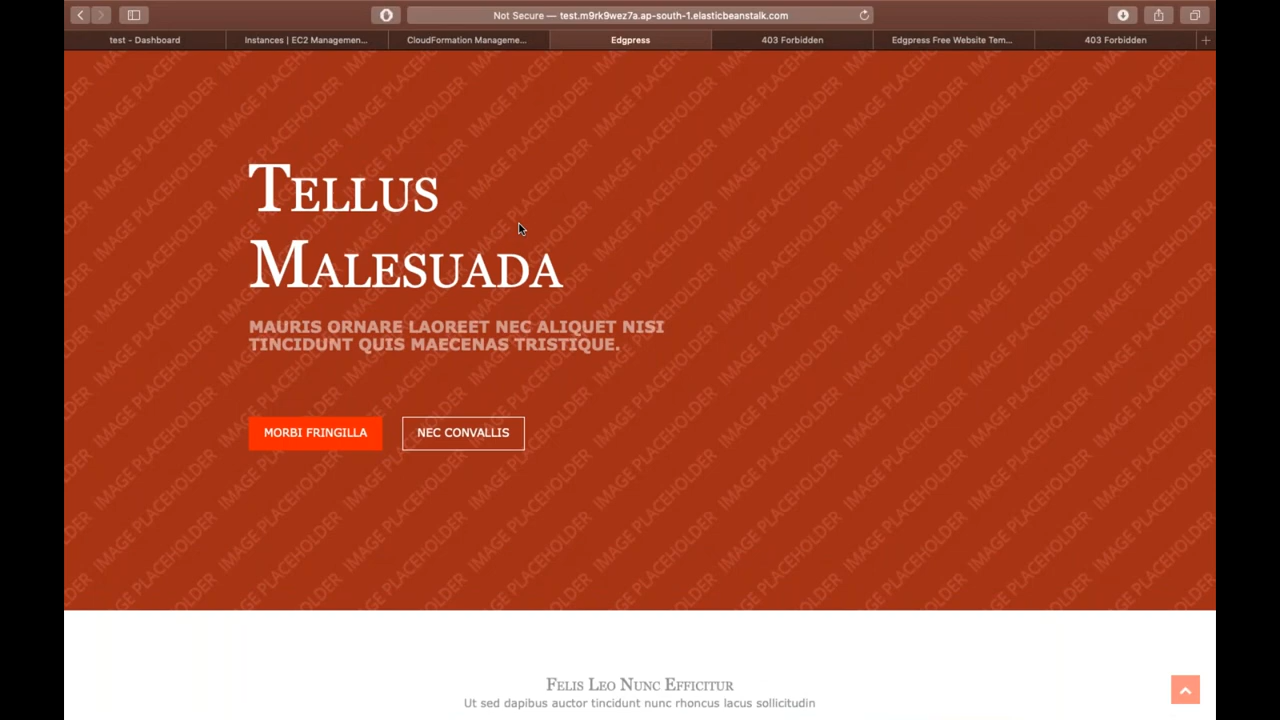 Not Secure — test.m9rk9wez7a.ap-south-1.elasticbeanstalk.com
test - Dashboard
Instances | EC2 Managemen...
CloudFormation Manageme...
Edgpress
403 Forbidden
Edgpress Free Website Tem...
403 Forbidden
IMAGE PLACEHOLDER
TELLUS
MALESUADA
MAURIS ORNARE LAOREET NEC ALIQUET NISI
TINCIDUNT QUIS MAECENAS TRISTIQUE.
MORBI FRINGILLA
NEC CONVALLIS
FELIS LEO NUNC EFFICITUR
Ut sed dapibus auctor tincidunt nunc rhoncus lacus sollicitudin